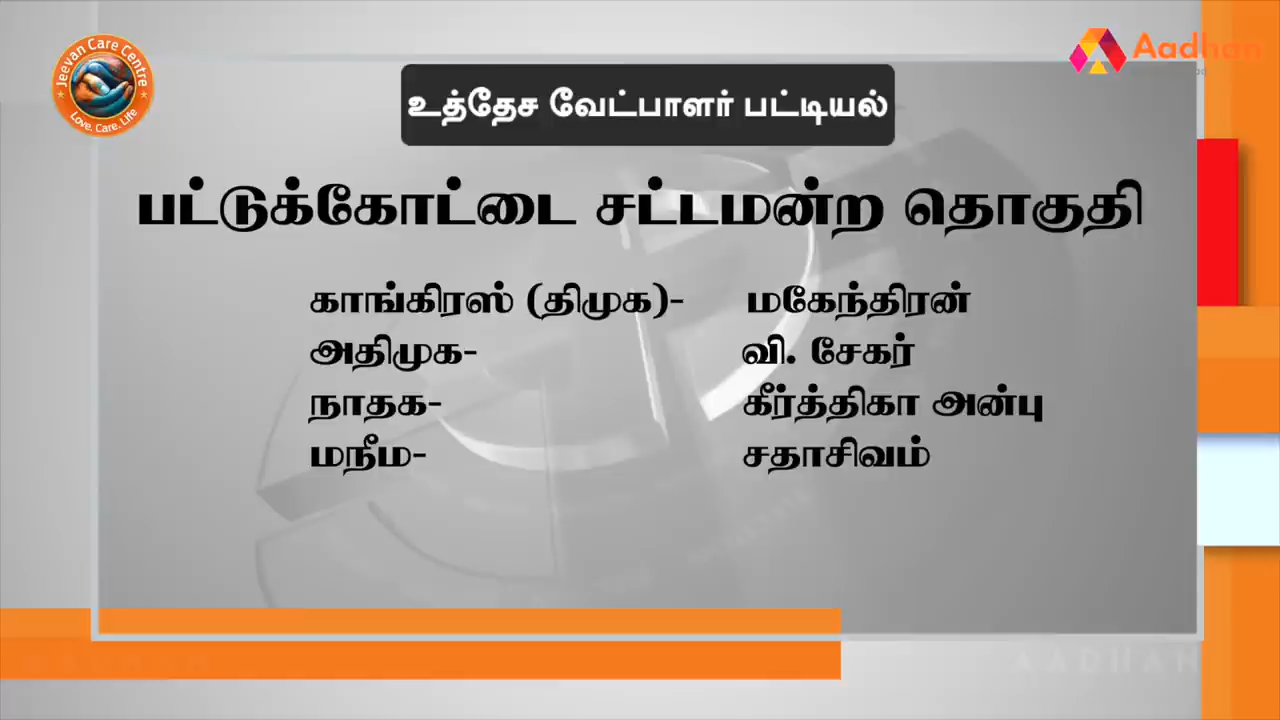 Jeevan Care Centre
Love. Care. Life
Aadhan
உத்தேச வேட்பாளர் பட்டியல்
பட்டுக்கோட்டை சட்டமன்ற தொகுதி
காங்கிரஸ் (திமுக)- மகேந்திரன்
அதிமுக- வி. சேகர்
நாதக- கீர்த்திகா அன்பு
மநீம- சதாசிவம்
AADHAN